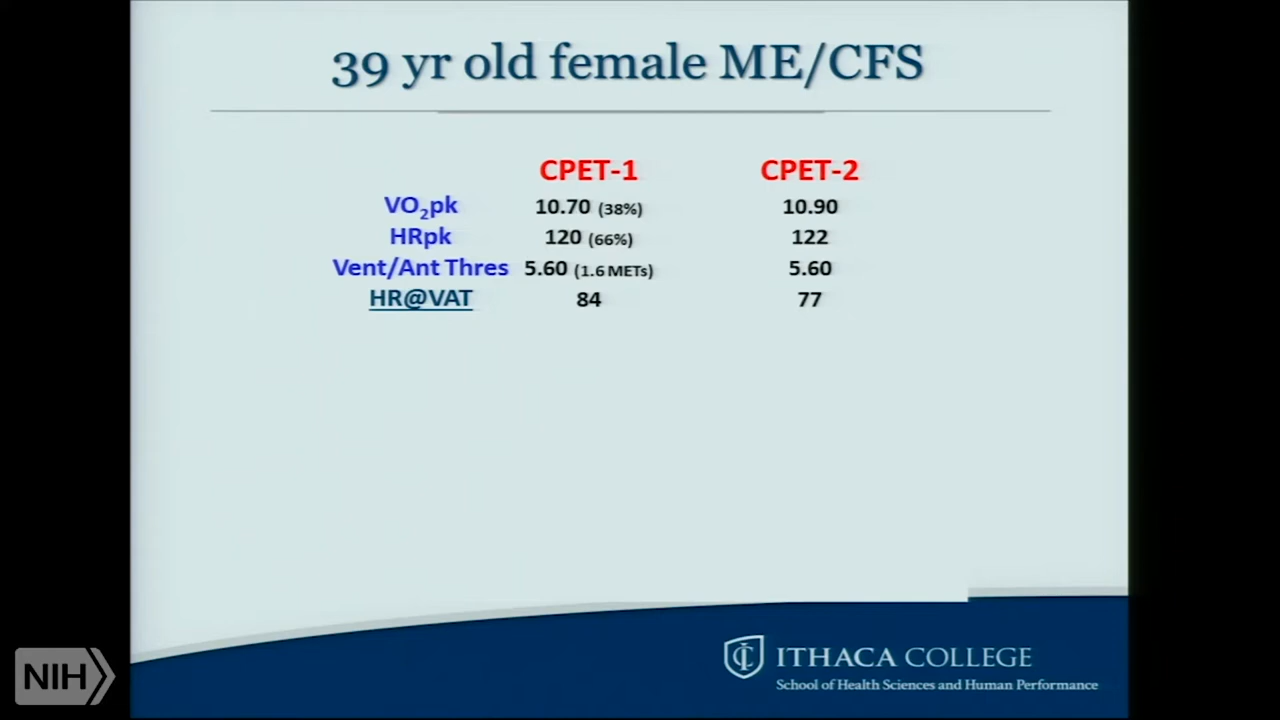 39 yr old female ME/CFS
CPET-1 CPET-2
VO₂pk 10.70 (38%) 10.90
HRpk 120 (66%) 122
Vent/Ant Thres 5.60 (1.6 METs) 5.60
HR@VAT 84 77
ITHACA COLLEGE
School of Health Sciences and Human Performance
NIH